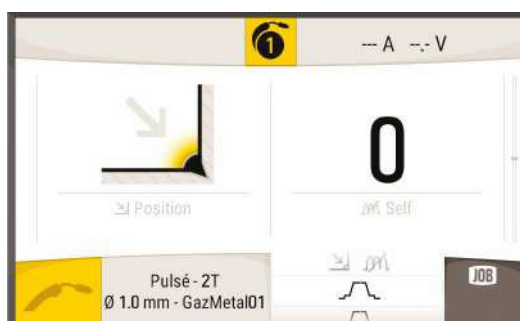 1
--- A --.- V
0
Position
Self
Pulsé - 2T
Ø 1.0 mm - GazMetal01
JOB